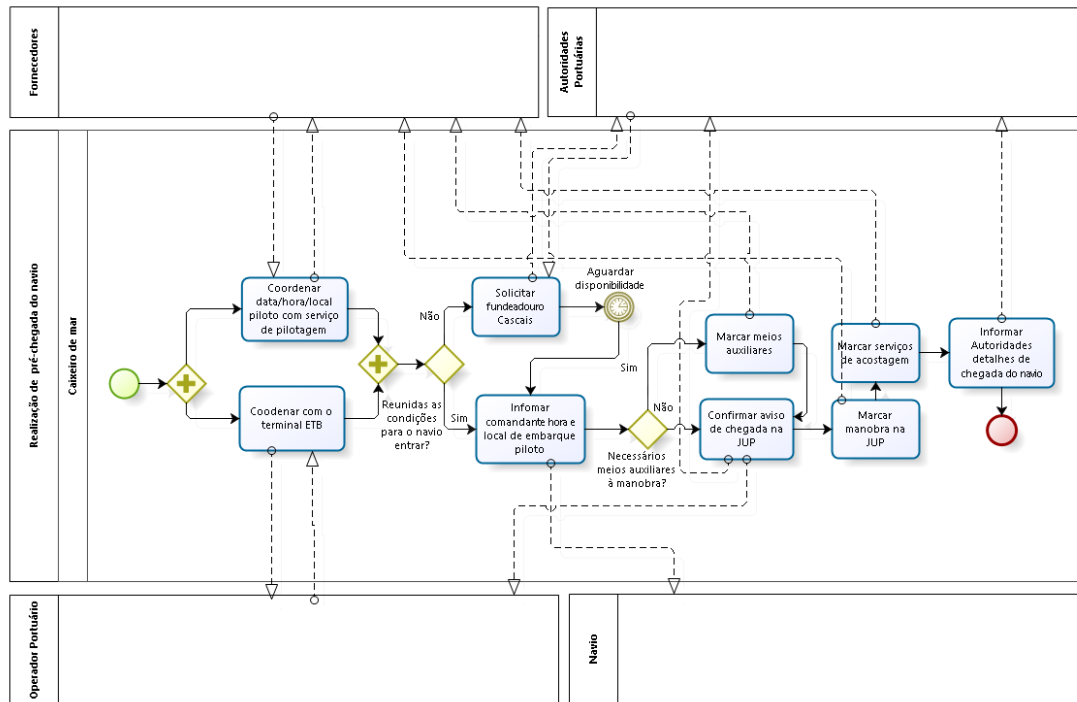 Fornecedores
Autoridades
Portuárias
Realização de pré-chegada do navio
Caixeiro de mar
Coordenar
data/hora/local
piloto com serviço
de pilotagem
Coodenar com o
terminal ETB
Reunidas as
condições
para o navio
entrar?
Não
Sim
Solicitar
fundeadouro
Cascais
Aguardar
disponibilidade
Sim
Infomar
comandante hora e
local de embarque
piloto
Não
Necessários
meios auxiliares
à manobra?
Marcar meios
auxiliares
Confirmar aviso
de chegada na
JUP
Marcar serviços
de acostagem
Marcar
manobra na
JUP
Informar
Autoridades
detalhes de
chegada do navio
Operador Portuário
Navio